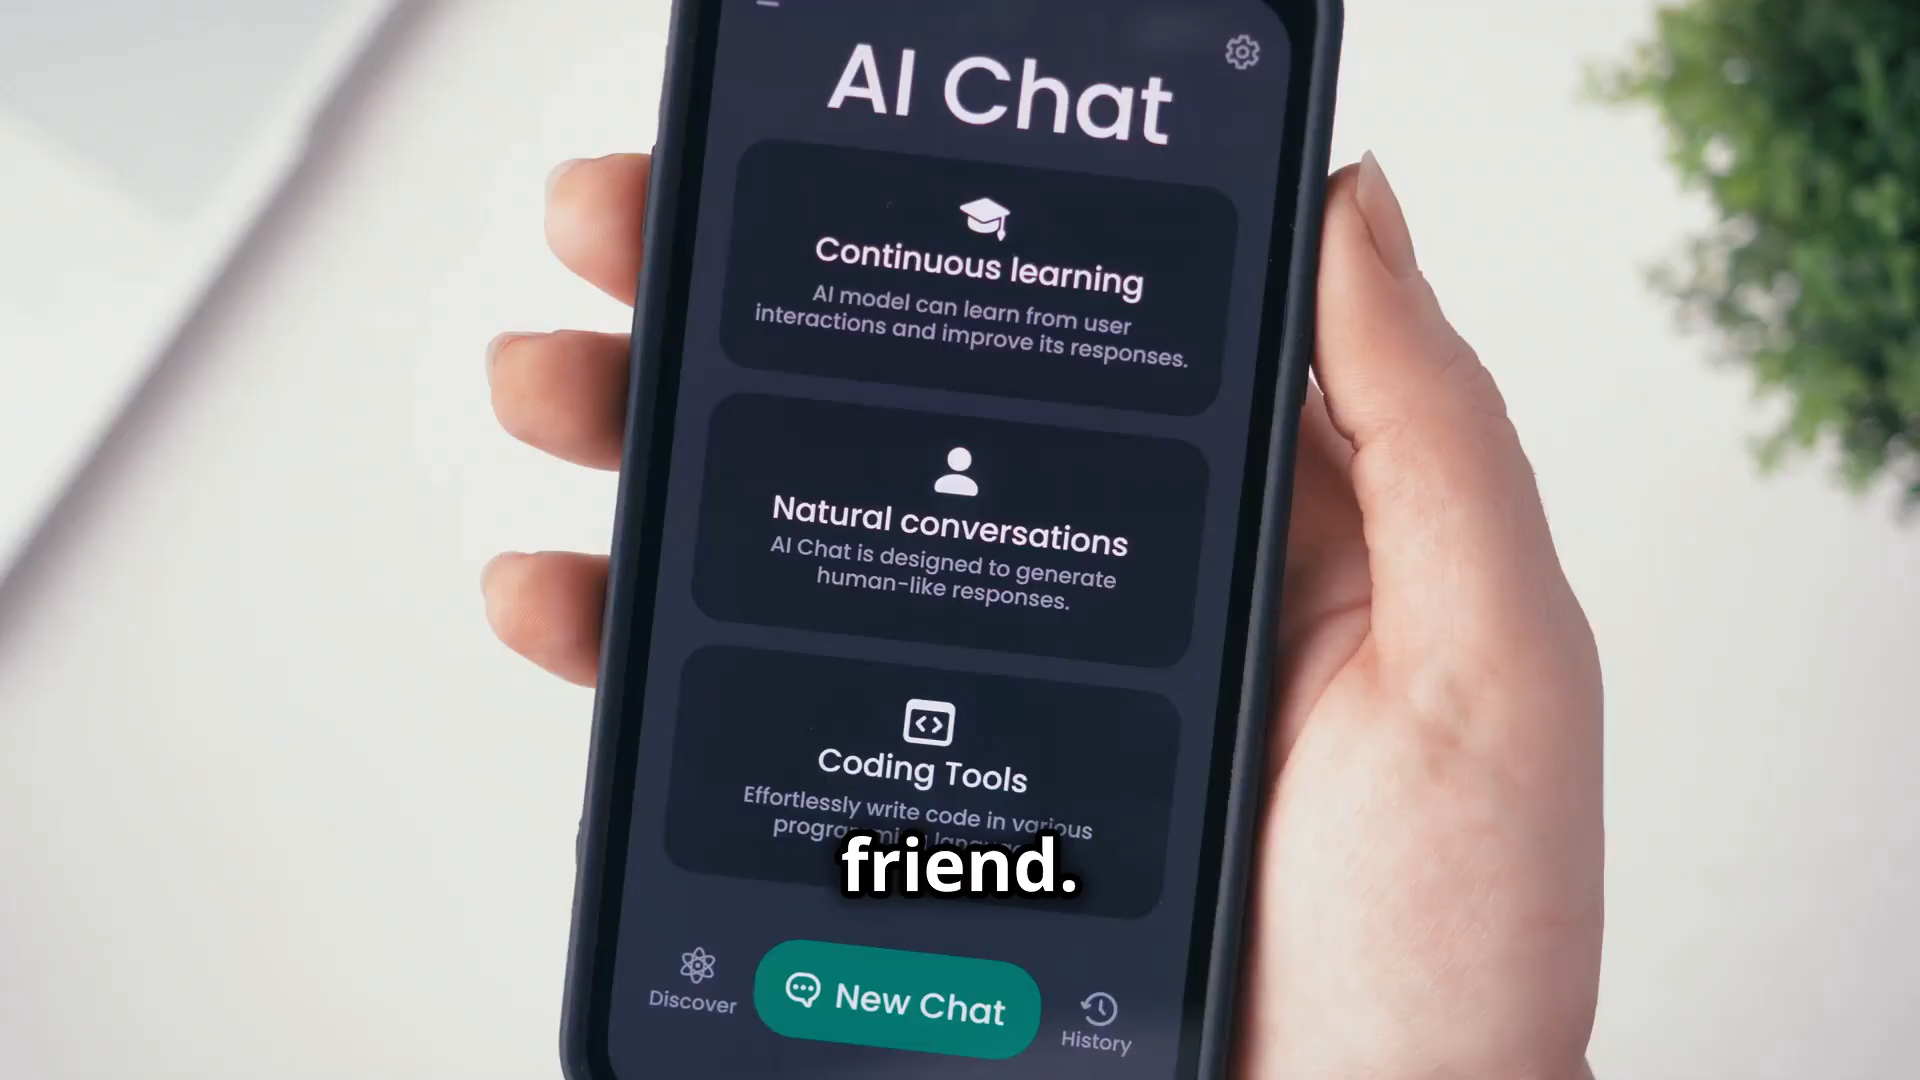 AI Chat
Continuous learning
AI model can learn from user
interactions and improve its responses.
Natural conversations
AI Chat is designed to generate
human-like responses.
Coding Tools
Effortlessly write code in various
programming language
friend.
New Chat
Discover
History